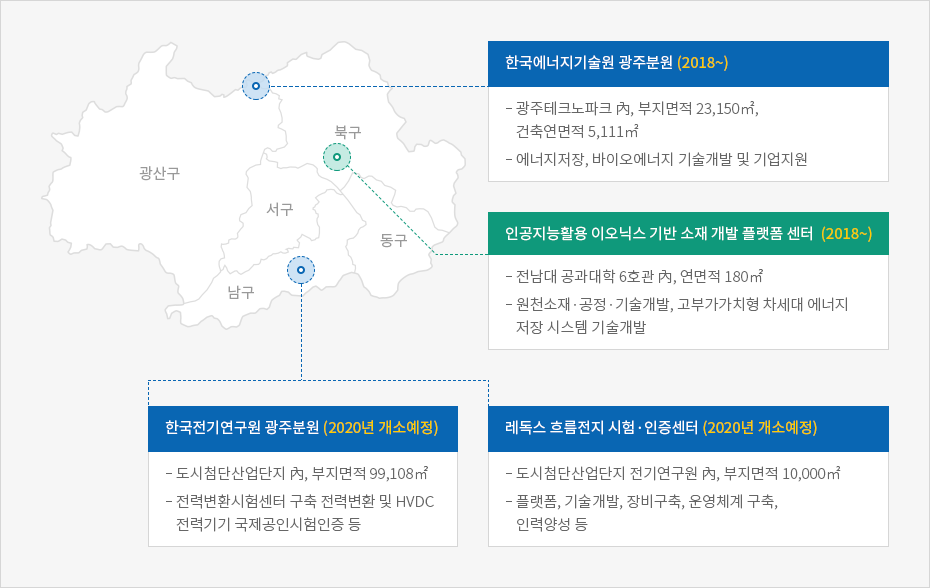 광산구
북구
서구
동구
남구
한국에너지기술원 광주분원 (2018~)
- 광주테크노파크 內, 부지면적 23,150㎡,
건축연면적 5,111㎡
- 에너지저장, 바이오에너지 기술개발 및 기업지원
인공지능활용 이오닉스 기반 소재 개발 플랫폼 센터 (2018~)
- 전남대 공과대학 6호관 內, 연면적 180㎡
- 원천소재·공정·기술개발, 고부가가치형 차세대 에너지
저장 시스템 기술개발
한국전기연구원 광주분원 (2020년 개소예정)
- 도시첨단산업단지 內, 부지면적 99,108㎡
- 전력변환시험센터 구축 전력변환 및 HVDC
전력기기 국제공인시험인증 등
레독스 흐름전지 시험·인증센터 (2020년 개소예정)
- 도시첨단산업단지 전기연구원 內, 부지면적 10,000㎡
- 플랫폼, 기술개발, 장비구축, 운영체계 구축,
인력양성 등